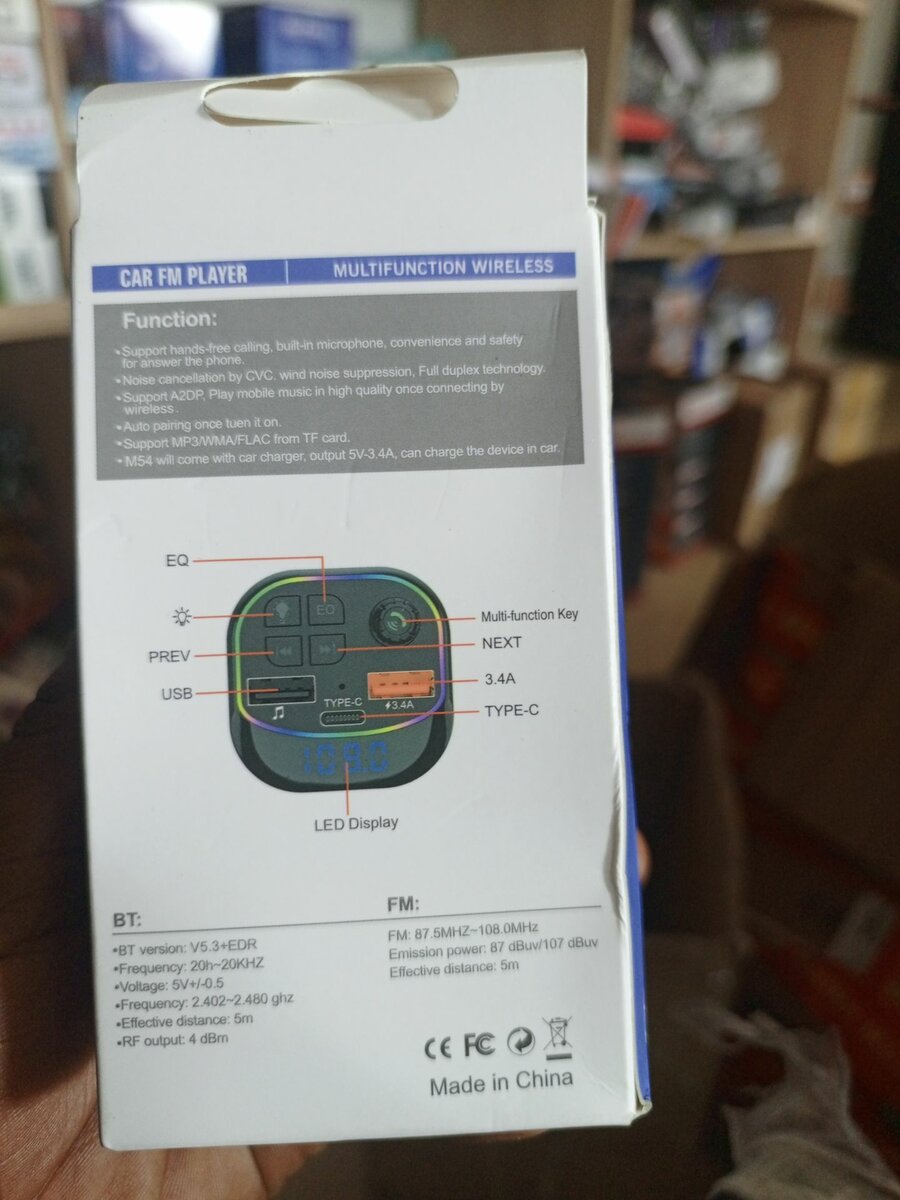 CAR FM PLAYER | MULTIFUNCTION WIRELESS
Function:
•Support hands-free calling, built-in microphone, convenience and safety
for answer the phone.
•Noise cancellation by CVC. wind noise suppression, Full duplex technology.
•Support A2DP, Play mobile music in high quality once connecting by
wireless.
•Auto pairing once tuen it on.
•Support MP3/WMA/FLAC from TF card.
•M54 will come with car charger, output 5V-3.4A, can charge the device in car.
EQ
EQ
Multi-function Key
PREV
NEXT
USB
3.4A
TYPE-C
3.4A
TYPE-C
109.0
LED Display
BT:
•BT version: V5.3+EDR
•Frequency: 20h~20KHZ
•Voltage: 5V+/-0.5
•Frequency: 2.402~2.480 ghz
•Effective distance: 5m
•RF output: 4 dBm
FM:
FM: 87.5MHZ~108.0MHz
Emission power: 87 dBuv/107 dBuv
Effective distance: 5m
CE FC
Made in China